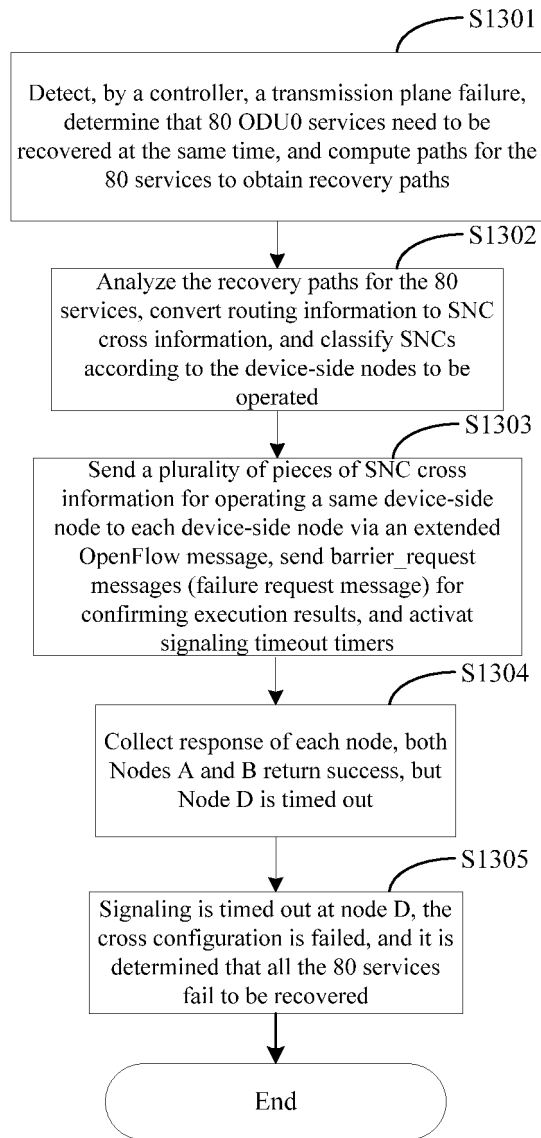 S1301
Detect, by a controller, a transmission plane failure,
determine that 80 ODU0 services need to be
recovered at the same time, and compute paths for the
80 services to obtain recovery paths
S1302
Analyze the recovery paths for the 80
services, convert routing information to SNC
cross information, and classify SNCs
according to the device-side nodes to be
operated
S1303
Send a plurality of pieces of SNC cross
information for operating a same device-side
node to each device-side node via an extended
OpenFlow message, send barrier_request
messages (failure request message) for
confirming execution results, and activat
signaling timeout timers
S1304
Collect response of each node, both
Nodes A and B return success, but
Node D is timed out
S1305
Signaling is timed out at node D, the
cross configuration is failed, and it is
determined that all the 80 services
fail to be recovered
End